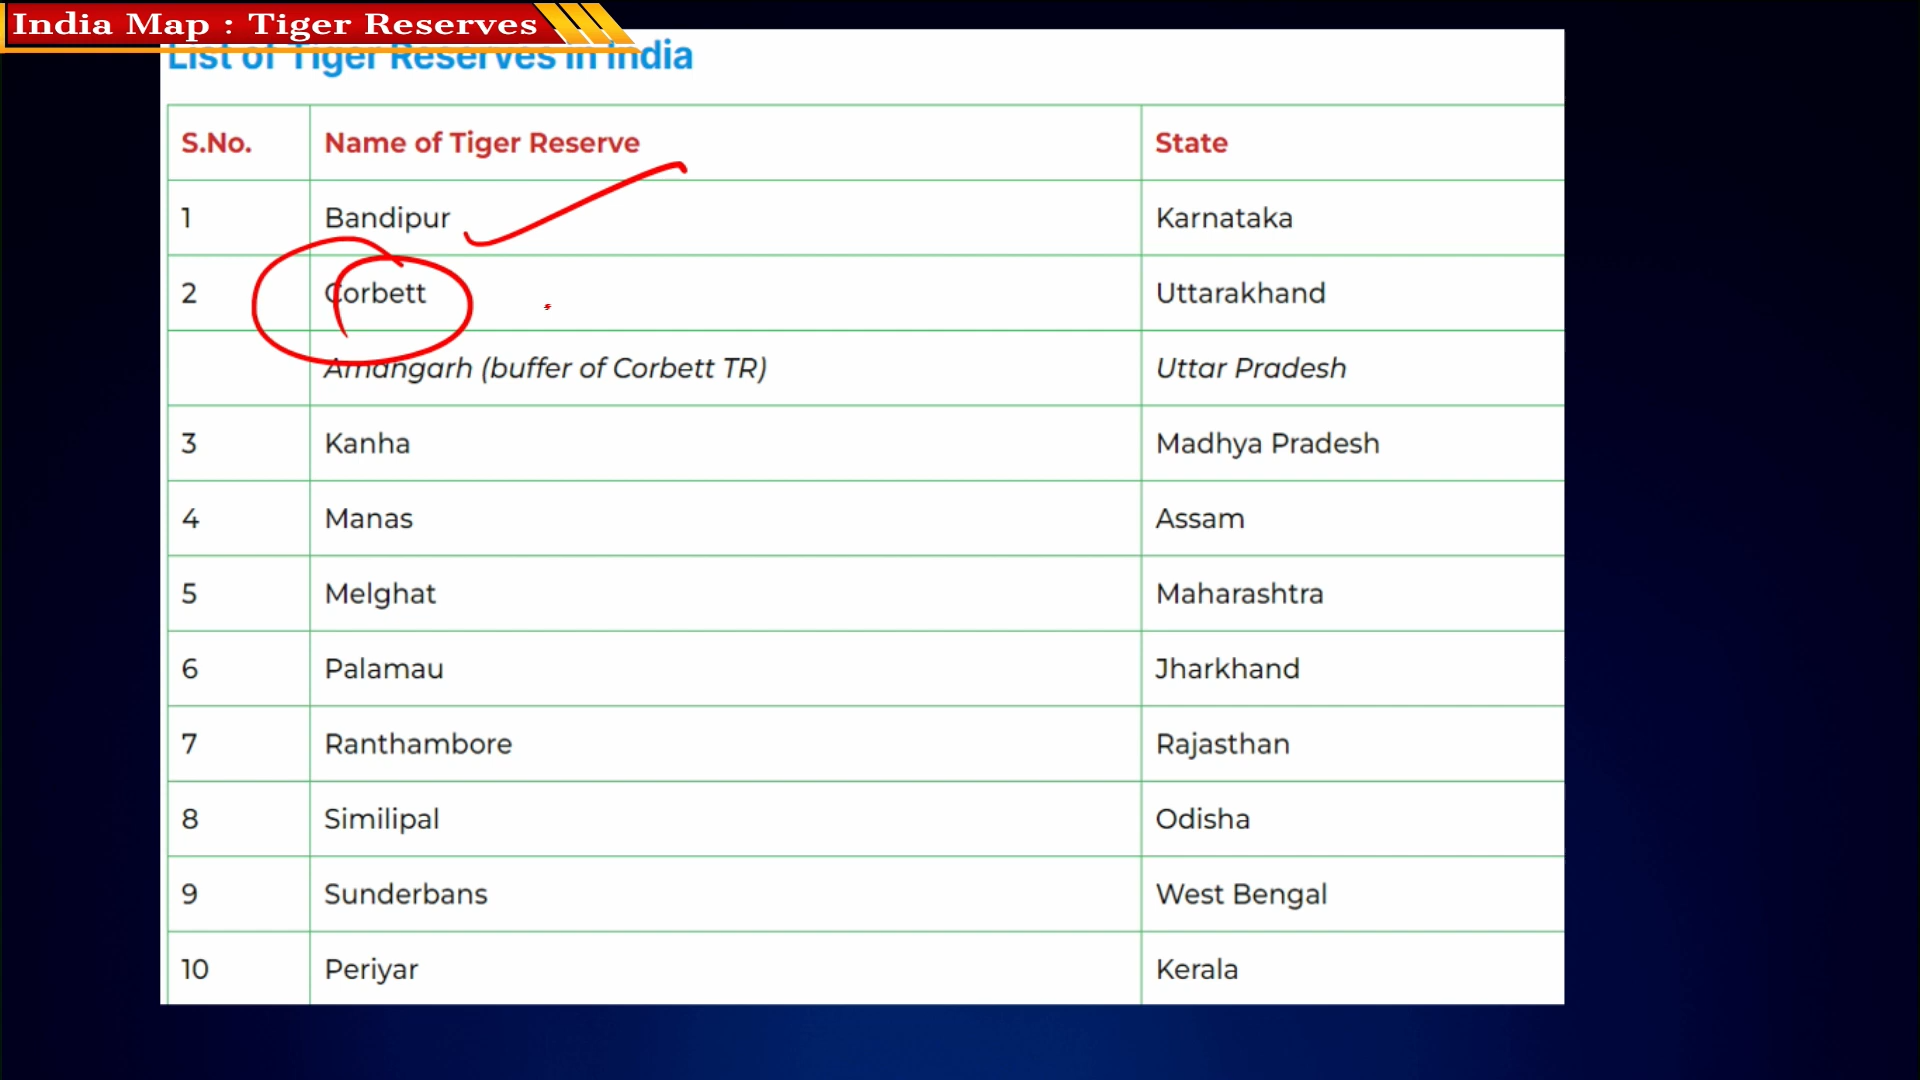 India Map : Tiger Reserves
List of Tiger Reserves in India
S.No. Name of Tiger Reserve State
1 Bandipur Karnataka
2 Corbett Uttarakhand
Amangarh (buffer of Corbett TR) Uttar Pradesh
3 Kanha Madhya Pradesh
4 Manas Assam
5 Melghat Maharashtra
6 Palamau Jharkhand
7 Ranthambore Rajasthan
8 Similipal Odisha
9 Sunderbans West Bengal
10 Periyar Kerala